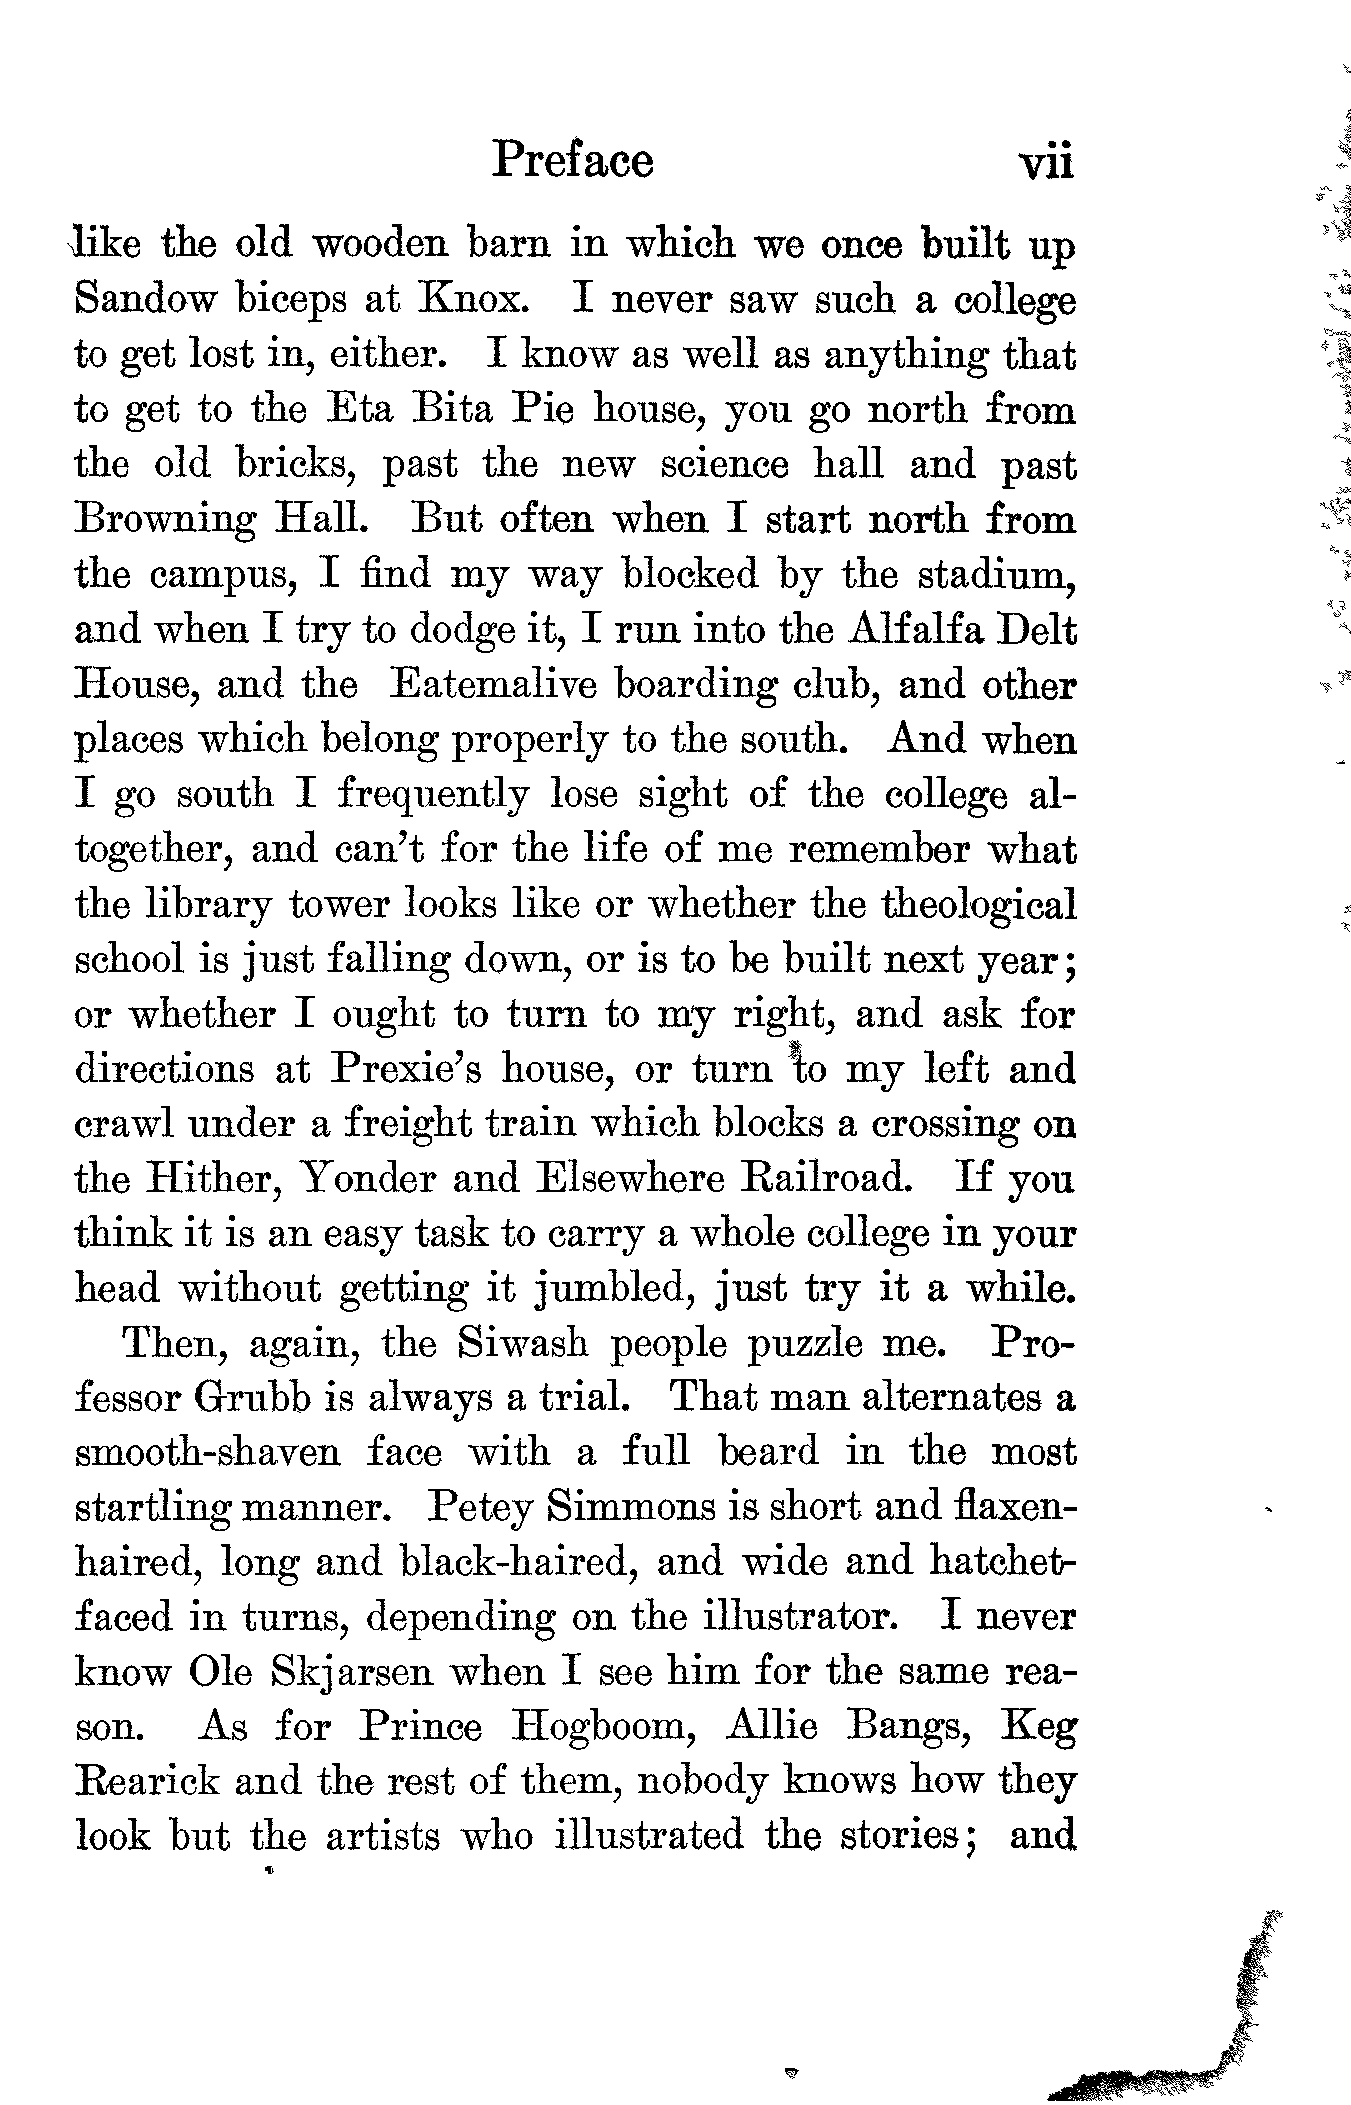 Preface vii
like the old wooden barn in which we once built up
Sandow biceps at Knox. I never saw such a college
to get lost in, either. I know as well as anything that
to get to the Eta Bita Pie house, you go north from
the old bricks, past the new science hall and past
Browning Hall. But often when I start north from
the campus, I find my way blocked by the stadium,
and when I try to dodge it, I run into the Alfalfa Delt
House, and the Eatemalive boarding club, and other
places which belong properly to the south. And when
I go south I frequently lose sight of the college al-
together, and can't for the life of me remember what
the library tower looks like or whether the theological
school is just falling down, or is to be built next year;
or whether I ought to turn to my right, and ask for
directions at Prexie's house, or turn to my left and
crawl under a freight train which blocks a crossing on
the Hither, Yonder and Elsewhere Railroad. If you
think it is an easy task to carry a whole college in your
head without getting it jumbled, just try it a while.
Then, again, the Siwash people puzzle me. Pro-
fessor Grubb is always a trial. That man alternates a
smooth-shaven face with a full beard in the most
startling manner. Petey Simmons is short and flaxen-
haired, long and black-haired, and wide and hatchet-
faced in turns, depending on the illustrator. I never
know Ole Skjarsen when I see him for the same rea-
son. As for Prince Hogboom, Allie Bangs, Keg
Rearick and the rest of them, nobody knows how they
look but the artists who illustrated the stories; and